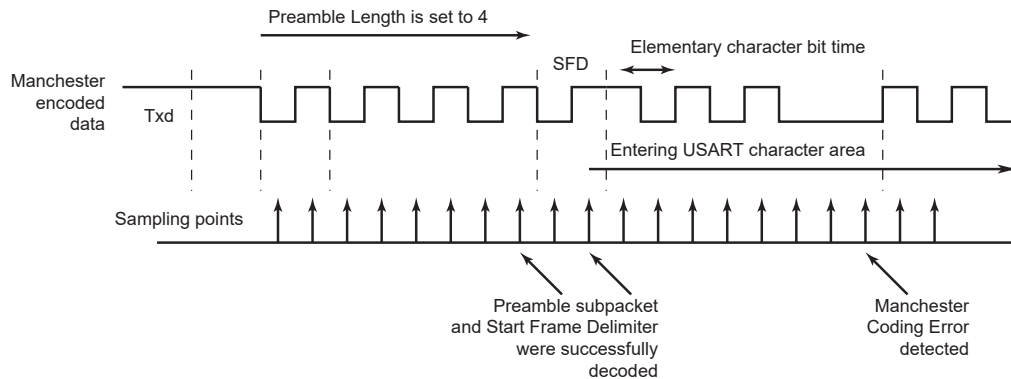 Preamble Length is set to 4
Elementary character bit time
SFD
Manchester
encoded
data
Txd
Entering USART character area
Sampling points
Preamble subpacket
and Start Frame Delimiter
were successfully
decoded
Manchester
Coding Error
detected